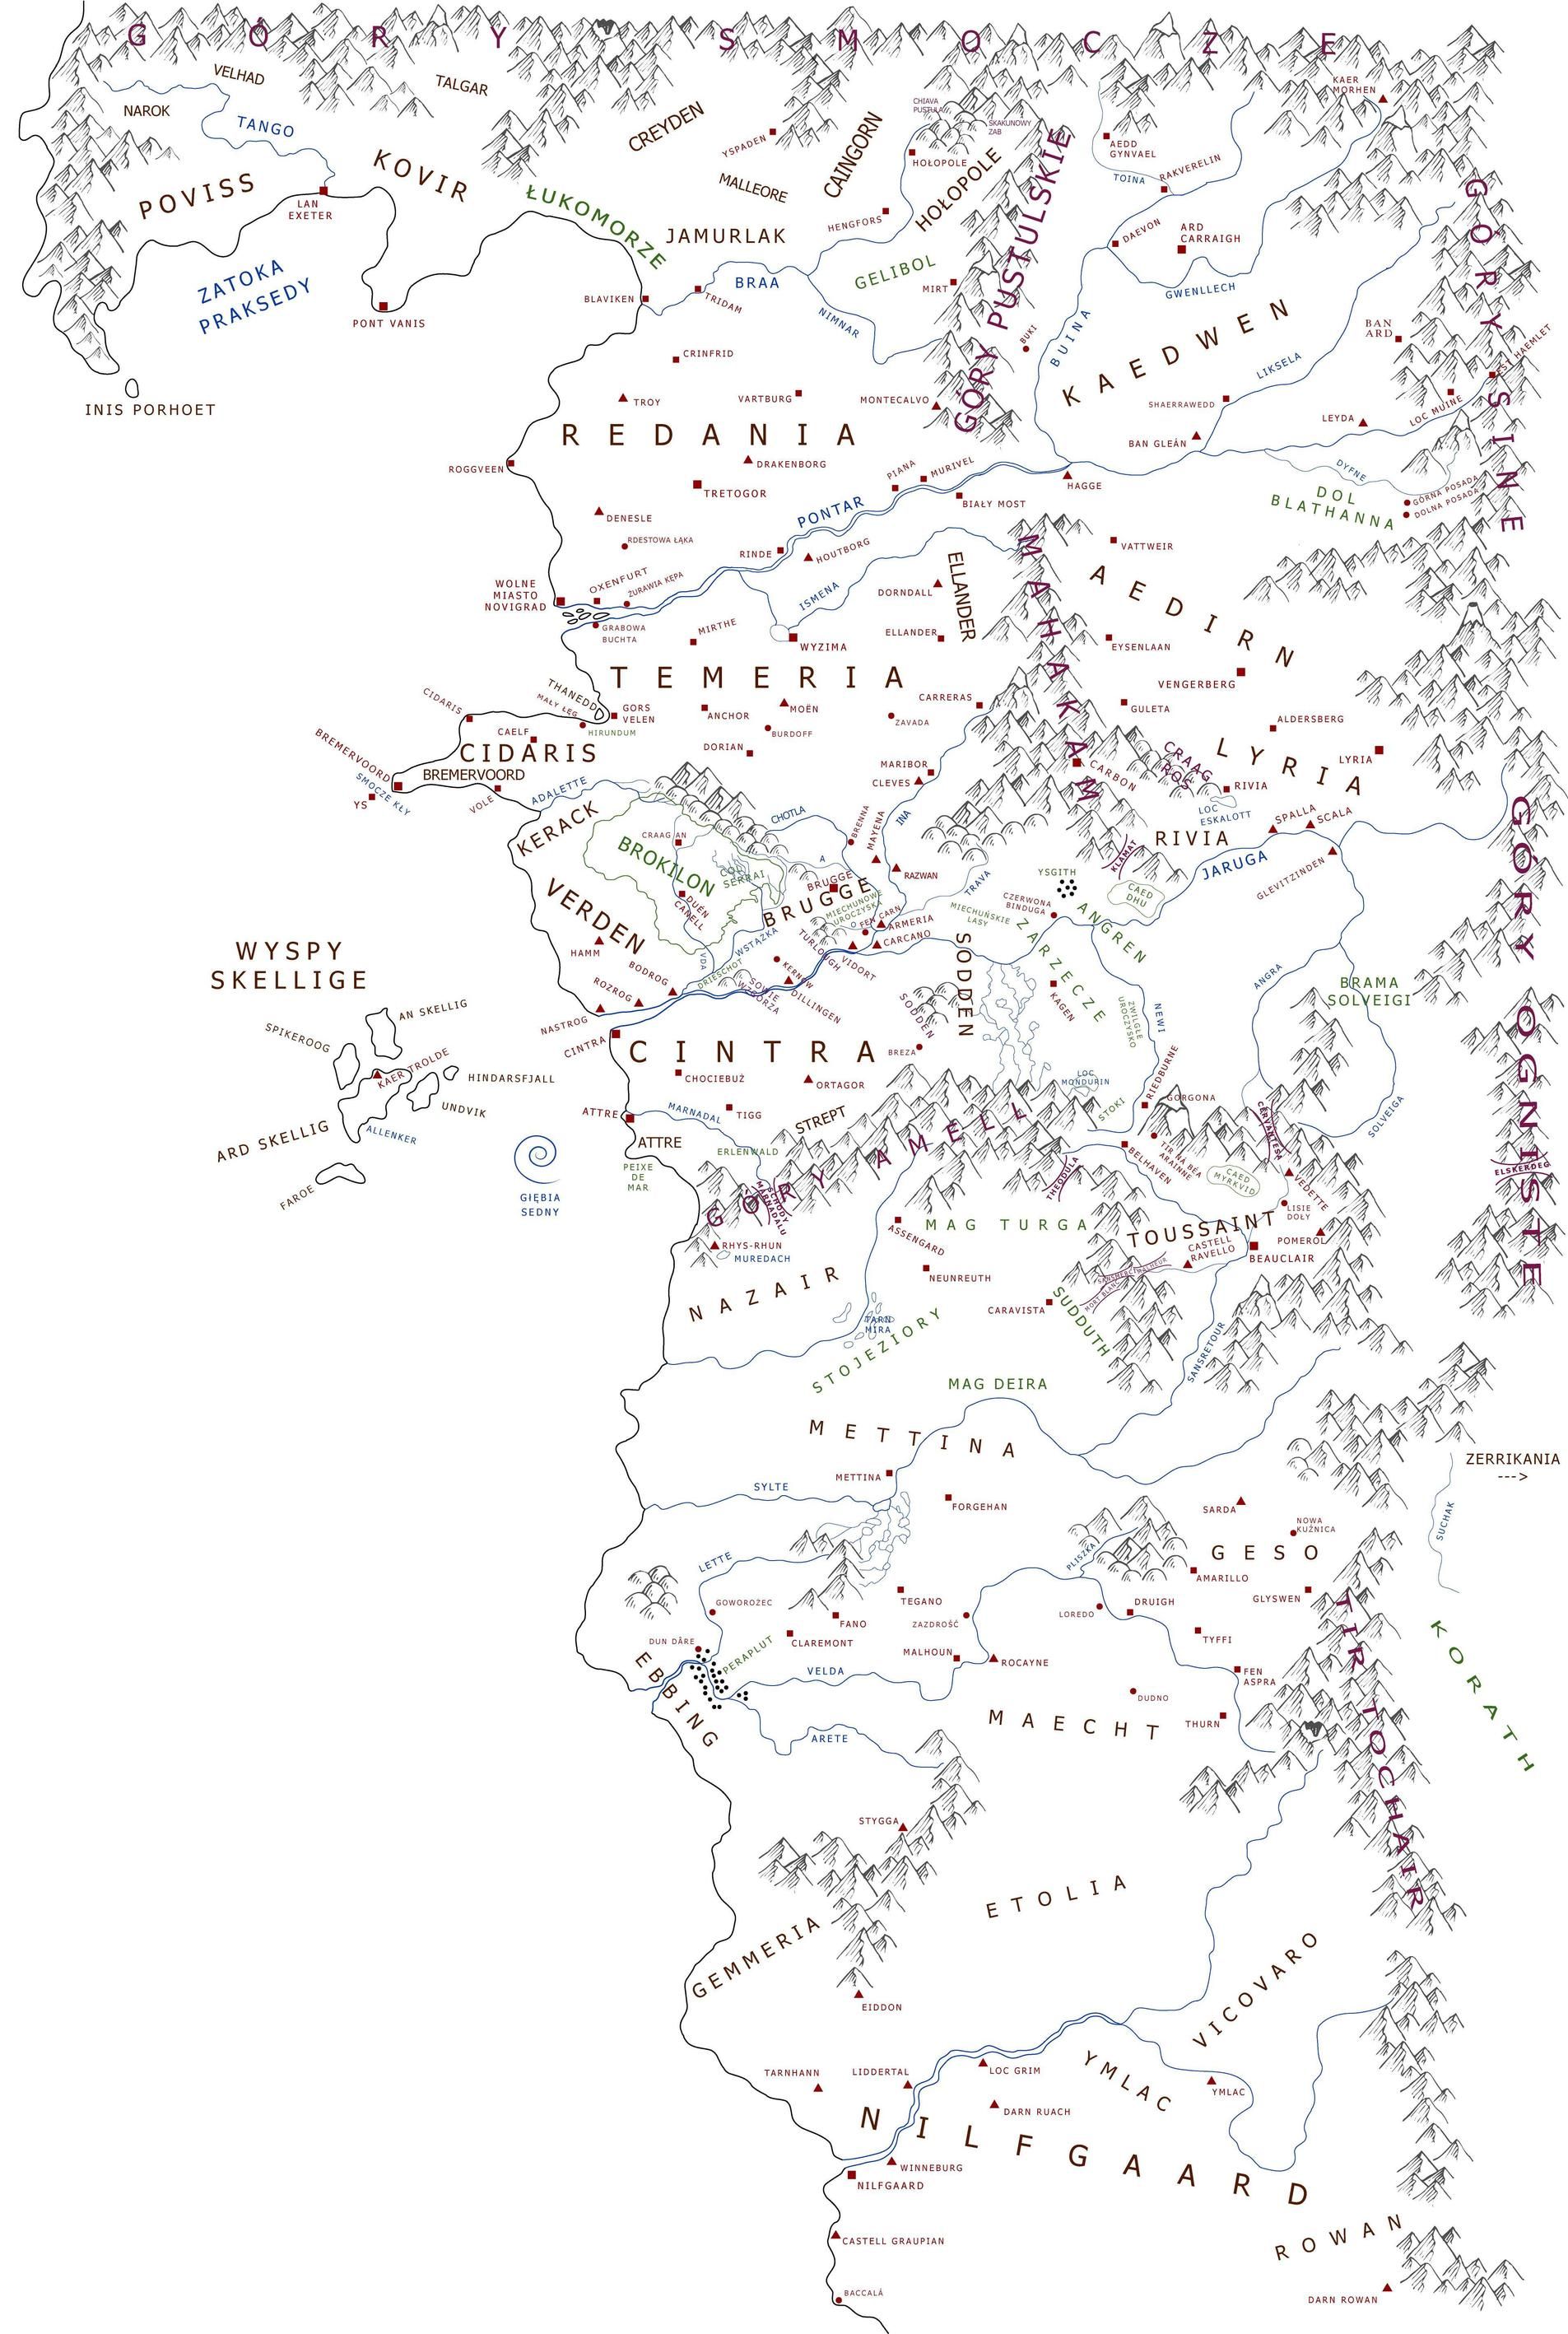 GÓRY SMOCZE
VELHAD
TALGAR
NAROK
TANGO
POVISS
KOVIR
LAN
EXETER
ZATOKA
PRAKSEDY
PONT VANIS
INIS PORHOET
ŁUKOMORZE
CREYDEN
YSPADEN
MALLEORE
CAINGORN
CHIAVA
PUSTUŁA
SKAKUNOWY
ZĄB
HOŁOPOLE
HOŁOPOLE
HENGFORS
JAMURLAK
BRAA
GELIBOL
MIRT
BLAVIKEN
TRIDAM
NIMNAR
GÓRY PUSTULSKIE
KAER
MORHEN
AEDD
GYNVAEL
TOINA
RAKVERELIN
DAEVON
ARD
CARRAIGH
GWENLLECH
BUKI
BUINA
KAEDWEN
BAN
ARD
LIKSELA
SHAERRAWEDD
BAN GLEÁN
LEYDA
LOC MUINE
GÓRY SINE
CRINFRID
TROY
VARTBURG
MONTECALVO
REDANIA
ROGGVEEN
DRAKENBORG
TRETOGOR
PIANA
MURIVEL
HAGGE
BIAŁY MOST
PONTAR
DENESLE
RDESTOWA ŁĄKA
RINDE
HOUTBORG
DYFNE
DOL
BLATHANNA
GÓRNA POSADA
DOLNA POSADA
VATTWEIR
AEDIRN
WOLNE
MIASTO
NOVIGRAD
OXENFURT
ŻURAWIA KĘPA
GRABOWA
BUCHTA
ISMENA
DORNDALL
ELLANDER
ELLANDER
MIRTHE
WYZIMA
MAHAKAM
EYSENLAAN
VENGERBERG
GULETA
ALDERSBERG
TEMERIA
CARRERAS
THANEDD
MAŁY ŁĘG
HIRUNDUM
GORS
VELEN
ANCHOR
MOËN
BURDOFF
ZAVADA
DORIAN
CIDARIS
CAELF
CIDARIS
BREMERVOORD
BREMERVOORD
SMOCZE KŁY
YS
VOLE
ADALETTE
MARIBOR
CLEVES
CARBON
CRAAG
ROS
LYRIA
LYRIA
RIVIA
LOC
ESKALOTT
SPALLA
SCALA
RIVIA
KLAMAT
JARUGA
GLEVITZINDEN
KERACK
CHOTLA
BRENNA
MAYENA
INA
CRAAG AN
BROKILON
COL
SERRAI
BRUGGE
BRUGGE
RAZWAN
TRAVA
YSGITH
CAED
DHU
CZERWONA
BINDUGA
ANGREN
DUÉN
CANELL
VERDEN
HAMM
MIECHUNOWE
UROCZYSKO
FEN CARN
ARMERIA
CARCANO
MIECHUŃSKIE
LASY
VDA
WSTĄŻKA
TURLOUGH
VIDORT
KERNOW
DRIESCHOT
SOWIE
WZGÓRZA
DILLINGEN
BODROG
ROZROG
NASTROG
SODDEN
SODDEN
ZARZECZE
KAGEN
ZWILGŁE
UROCZYSKO
NEWI
ANGRA
BRAMA
SOLVEIGI
WYSPY
SKELLIGE
AN SKELLIG
SPIKEROOG
KAER TROLDE
HINDARSFJALL
UNDVIK
ARD SKELLIG
ALLENKER
FAROE
GIĘBIA
SEDNY
CINTRA
CINTRA
BREZA
CHOCIEBUŻ
ORTAGOR
ATTRE
MARNADAL
TIGG
STREPT
ATTRE
ERLENWALD
PEIXE
DE
MAR
LOC
MONDURIN
STOKI
RIEDBURNE
GORGONA
CERVANTESA
SOLVEIGA
GÓRY OGNISTE
ELSKERDEG
GÓRY AMELL
SCHODY
MARNADALU
THEODULA
BELHAVEN
TIR NA BÉA
ARAINNE
CAED
MYRKVID
VEDETTE
LISIE
DOŁY
RHYS-RHUN
MUREDACH
ASSENGARD
MAG TURGA
TOUSSAINT
CASTELL
RAVELLO
POMEROL
BEAUCLAIR
NAZAIR
NEUNREUTH
CARAVISTA
SUDDUTH
TARN
MIRA
STOJEZIORY
SANSRETOUR
MAG DEIRA
METTINA
METTINA
SYLTE
FORGEHAN
SARDA
NOWA
KUŹNICA
GESO
ZERRIKANIA
--->
SUCHAK
LETTE
PLISZKA
AMARILLO
GLYSWEN
GOWOROŻEC
TEGANO
FANO
CLAREMONT
ZAZDROŚĆ
LOREDO
DRUIGH
TYFFI
DUN DÂRE
PERAPLUT
MALHOUN
ROCAYNE
FEN
ASPRA
EBBING
VELDA
DUDNO
MAECHT
THURN
ARETE
TIR TOCHAIR
KORATH
STYGGA
ETOLIA
GEMMERIA
EIDDON
VICOVARO
TARNHANN
LIDDERTAL
LOC GRIM
YMLAC
YMLAC
DARN RUACH
NILFGAARD
WINNEBURG
NILFGAARD
ROWAN
CASTELL GRAUPIAN
BACCALÁ
DARN ROWAN